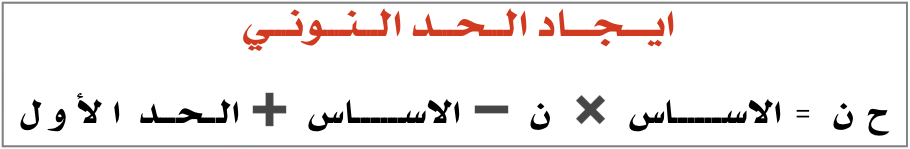 ايجاد الحد النوني
ح ن = الاساس × ن − الاساس + الحد الأول